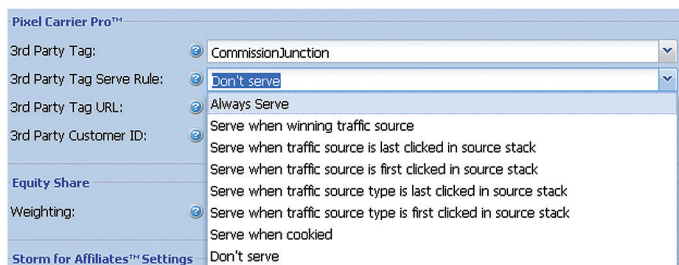 Pixel Carrier Pro™
3rd Party Tag: CommissionJunction
3rd Party Tag Serve Rule: Don't serve
3rd Party Tag URL: Always Serve
3rd Party Customer ID: Serve when winning traffic source
Serve when traffic source is last clicked in source stack
Serve when traffic source is first clicked in source stack
Equity Share
Serve when traffic source type is last clicked in source stack
Weighting: Serve when traffic source type is first clicked in source stack
Serve when cookied
Storm for Affiliates™ Settings
Don't serve